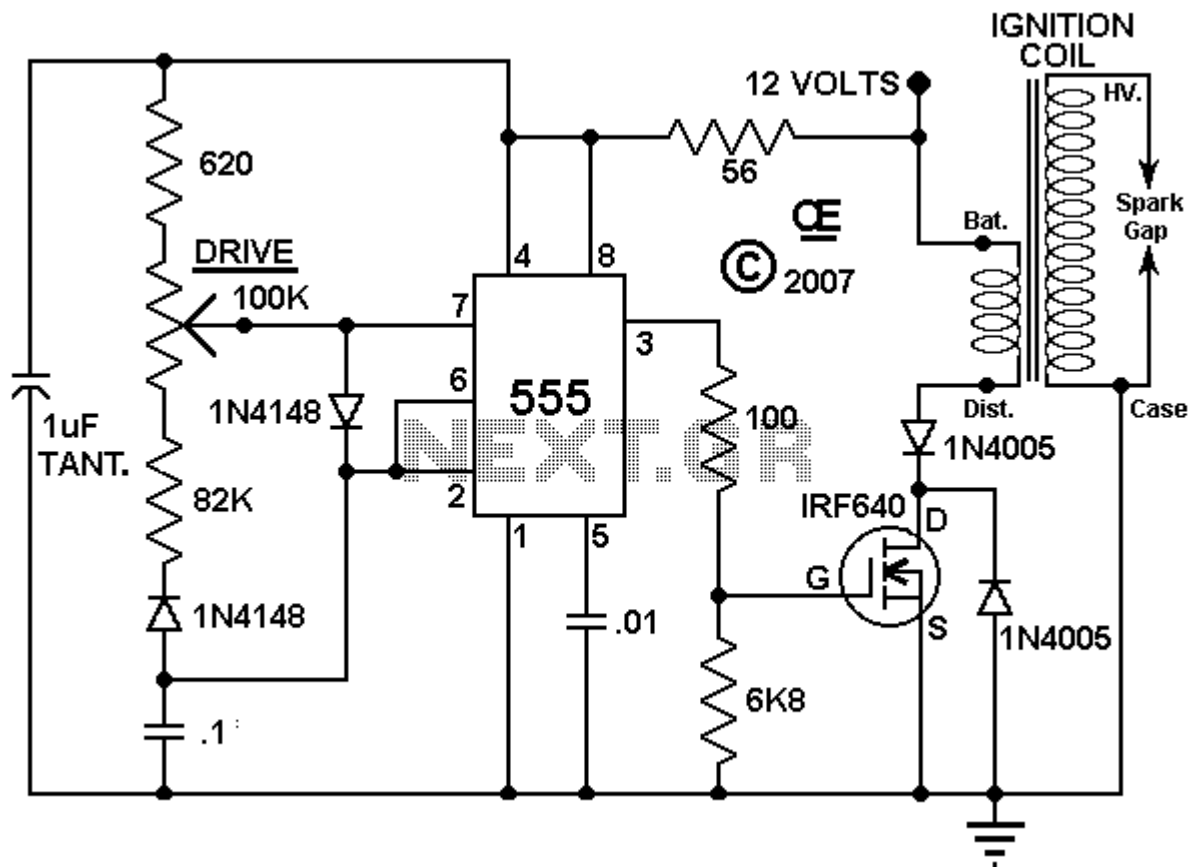 IGNITION
COIL
12 VOLTS
HV.
620
56
Spark
Gap
Bat.
DRIVE
100K
4
8
© 2007
7
3
6
555
1N4148
100
Dist.
Case
1uF
TANT.
NEXT.GR
1N4005
82K
2
IRF640
D
1
5
G
1N4148
.01
S
1N4005
6K8
.1